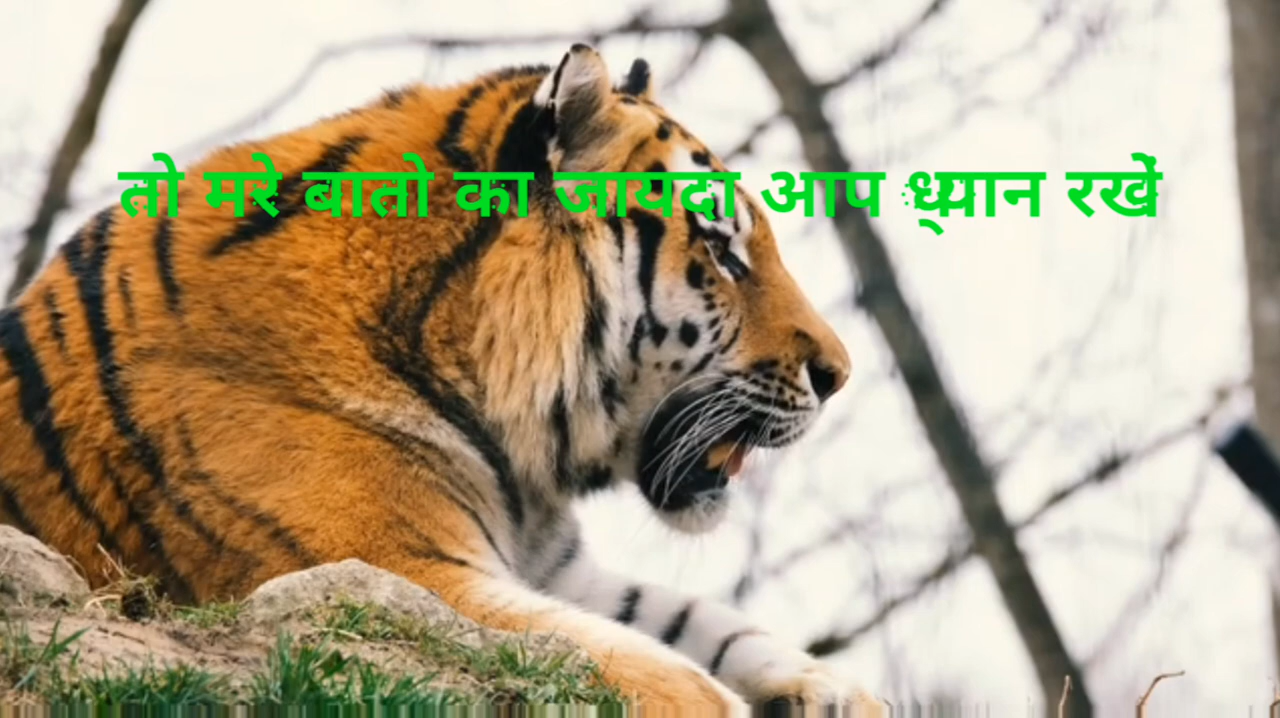 तो मरे बातो का जायदा आप ध्यान रखें